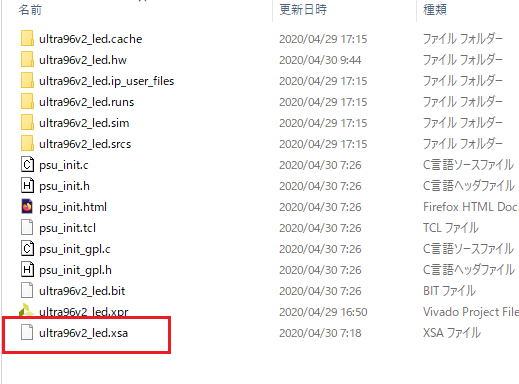 名前 更新日時 種類
ultra96v2_led.cache 2020/04/29 17:15 ファイル フォルダー
ultra96v2_led.hw 2020/04/30 9:44 ファイル フォルダー
ultra96v2_led.ip_user_files 2020/04/29 17:15 ファイル フォルダー
ultra96v2_led.runs 2020/04/29 17:15 ファイル フォルダー
ultra96v2_led.sim 2020/04/29 17:15 ファイル フォルダー
ultra96v2_led.srcs 2020/04/29 17:15 ファイル フォルダー
C psu_init.c 2020/04/30 7:26 C言語ソースファイル
H psu_init.h 2020/04/30 7:26 C言語ヘッダファイル
psu_init.html 2020/04/30 7:26 Firefox HTML Doc...
psu_init.tcl 2020/04/30 7:26 TCL ファイル
C psu_init_gpl.c 2020/04/30 7:26 C言語ソースファイル
H psu_init_gpl.h 2020/04/30 7:26 C言語ヘッダファイル
ultra96v2_led.bit 2020/04/30 7:26 BIT ファイル
ultra96v2_led.xpr 2020/04/29 16:50 Vivado Project File
ultra96v2_led.xsa 2020/04/30 7:18 XSA ファイル